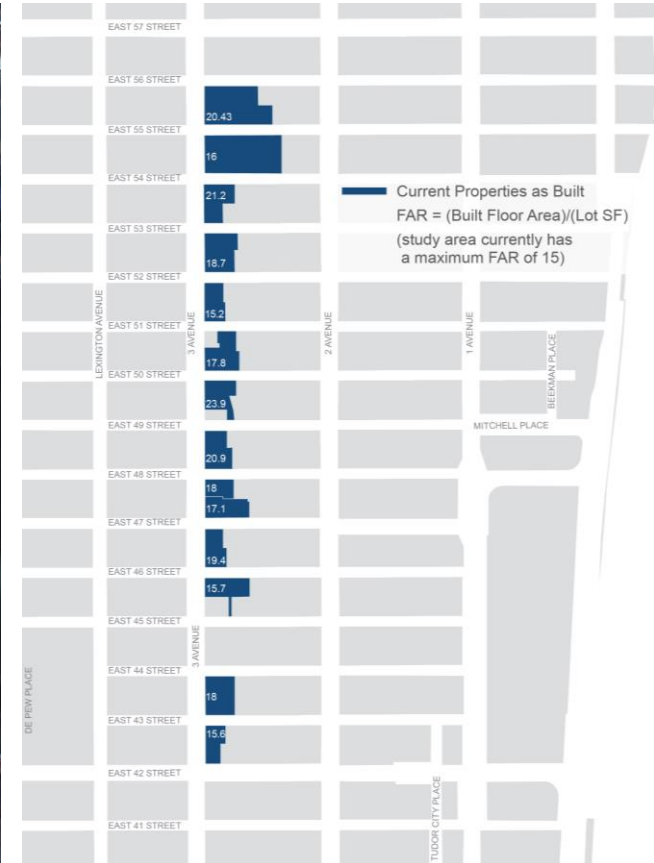 EAST 57 STREET
EAST 56 STREET
20.43
EAST 55 STREET
16
EAST 54 STREET
21.2
Current Properties as Built
FAR = (Built Floor Area)/(Lot SF)
(study area currently has
a maximum FAR of 15)
EAST 53 STREET
18.7
EAST 52 STREET
15.2
LEXINGTON AVENUE
3 AVENUE
2 AVENUE
1 AVENUE
EAST 51 STREET
17.8
BEEKMAN PLACE
EAST 50 STREET
23.9
EAST 49 STREET
MITCHELL PLACE
20.9
EAST 48 STREET
18
17.1
EAST 47 STREET
19.4
EAST 46 STREET
15.7
EAST 45 STREET
3 AVENUE
EAST 44 STREET
DE PEW PLACE
18
EAST 43 STREET
15.6
EAST 42 STREET
TUDOR CITY PLACE
EAST 41 STREET